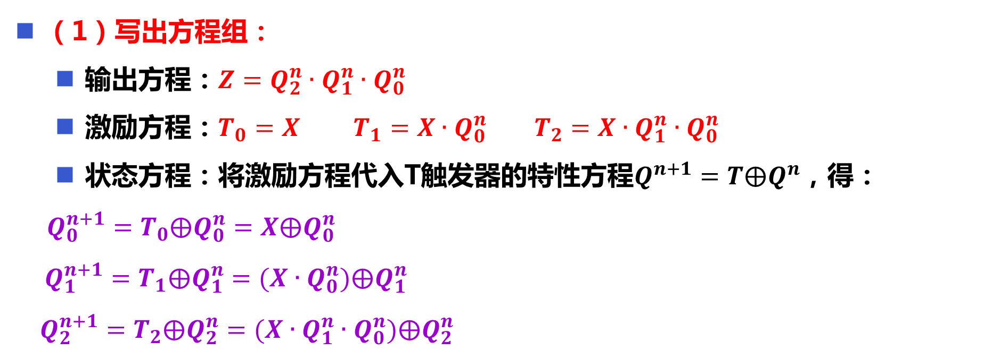 （1）写出方程组：
输出方程：$Z = Q_2^n \cdot Q_1^n \cdot Q_0^n$
激励方程：$T_0 = X \quad T_1 = X \cdot Q_0^n \quad T_2 = X \cdot Q_1^n \cdot Q_0^n$
状态方程：将激励方程代入T触发器的特性方程$Q^{n+1} = T \oplus Q^n$，得：
$Q_0^{n+1} = T_0 \oplus Q_0^n = X \oplus Q_0^n$
$Q_1^{n+1} = T_1 \oplus Q_1^n = (X \cdot Q_0^n) \oplus Q_1^n$
$Q_2^{n+1} = T_2 \oplus Q_2^n = (X \cdot Q_1^n \cdot Q_0^n) \oplus Q_2^n$